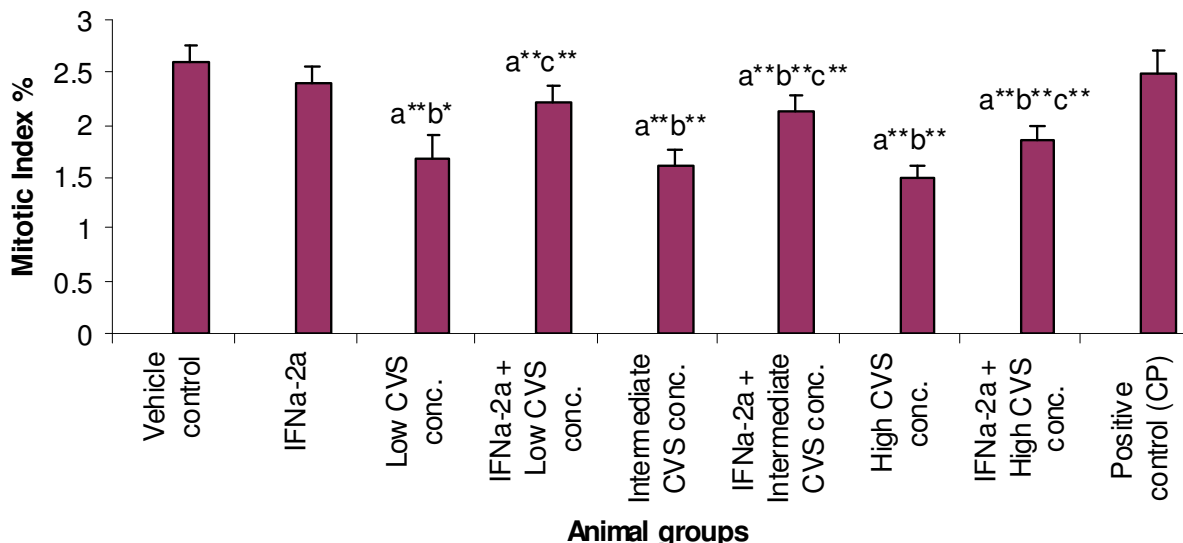 3
2.5
2
1.5
1
0.5
0
Mitotic Index %
a**b*
a**c**
a**b**
a**b**c**
a**b**
a**b**c**
Vehicle
control
IFNa-2a
Low CVS
conc.
IFNa-2a +
Low CVS
conc.
Intermediate
CVS conc.
IFNa-2a +
Intermediate
CVS conc.
High CVS
conc.
IFNa-2a +
High CVS
conc.
Positive
control (CP)
Animal groups